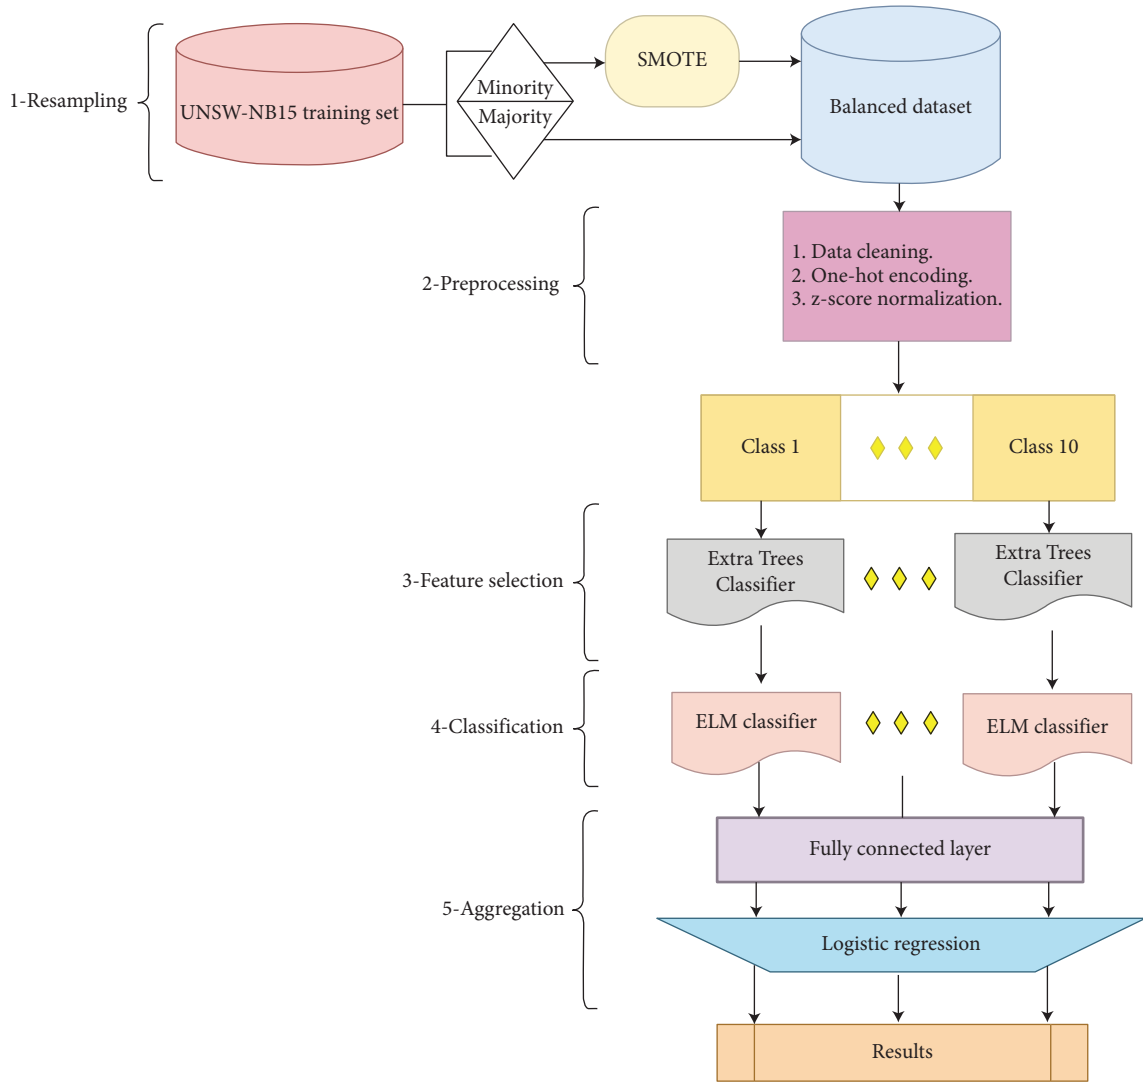 1-Resampling
UNSW-NB15 training set
Minority
Majority
SMOTE
Balanced dataset
2-Preprocessing
1. Data cleaning.
2. One-hot encoding.
3. z-score normalization.
Class 1
Class 10
3-Feature selection
Extra Trees
Classifier
Extra Trees
Classifier
4-Classification
ELM classifier
ELM classifier
5-Aggregation
Fully connected layer
Logistic regression
Results